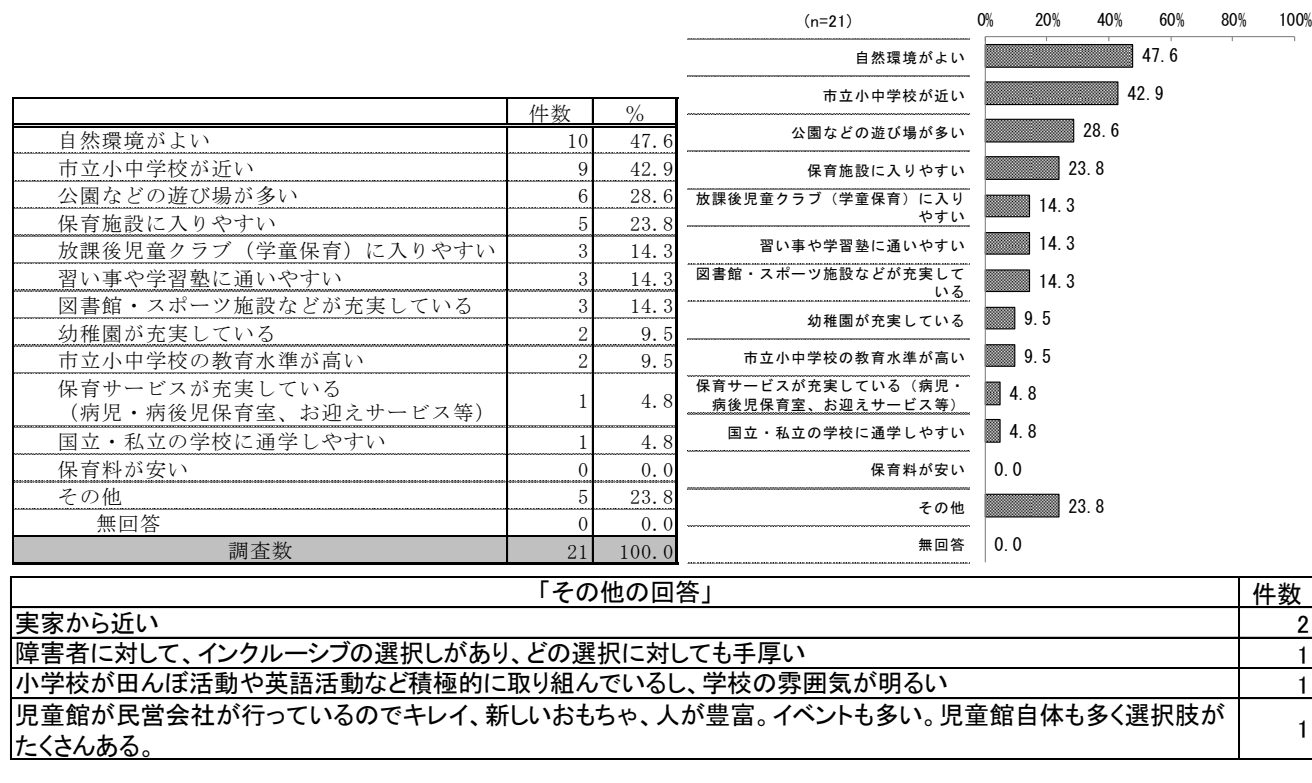 件数 %
自然環境がよい 10 47.6
市立小中学校が近い 9 42.9
公園などの遊び場が多い 6 28.6
保育施設に入りやすい 5 23.8
放課後児童クラブ（学童保育）に入りやすい 3 14.3
習い事や学習塾に通いやすい 3 14.3
図書館・スポーツ施設などが充実している 3 14.3
幼稚園が充実している 2 9.5
市立小中学校の教育水準が高い 2 9.5
保育サービスが充実している
（病児・病後児保育室、お迎えサービス等） 1 4.8
国立・私立の学校に通学しやすい 1 4.8
保育料が安い 0 0.0
その他 5 23.8
無回答 0 0.0
調査数 21 100.0
(n=21) 0% 20% 40% 60% 80% 100%
自然環境がよい 47.6
市立小中学校が近い 42.9
公園などの遊び場が多い 28.6
保育施設に入りやすい 23.8
放課後児童クラブ（学童保育）に入り
やすい 14.3
習い事や学習塾に通いやすい 14.3
図書館・スポーツ施設などが充実して
いる 14.3
幼稚園が充実している 9.5
市立小中学校の教育水準が高い 9.5
保育サービスが充実している（病児・
病後児保育室、お迎えサービス等） 4.8
国立・私立の学校に通学しやすい 4.8
保育料が安い 0.0
その他 23.8
無回答 0.0
「その他の回答」 件数
実家から近い 2
障害者に対して、インクルーシブの選択しがあり、どの選択に対しても手厚い 1
小学校が田んぼ活動や英語活動など積極的に取り組んでいるし、学校の雰囲気が明るい 1
児童館が民営会社が行っているのでキレイ、新しいおもちゃ、人が豊富。イベントも多い。児童館自体も多く選択肢が
たくさんある。 1